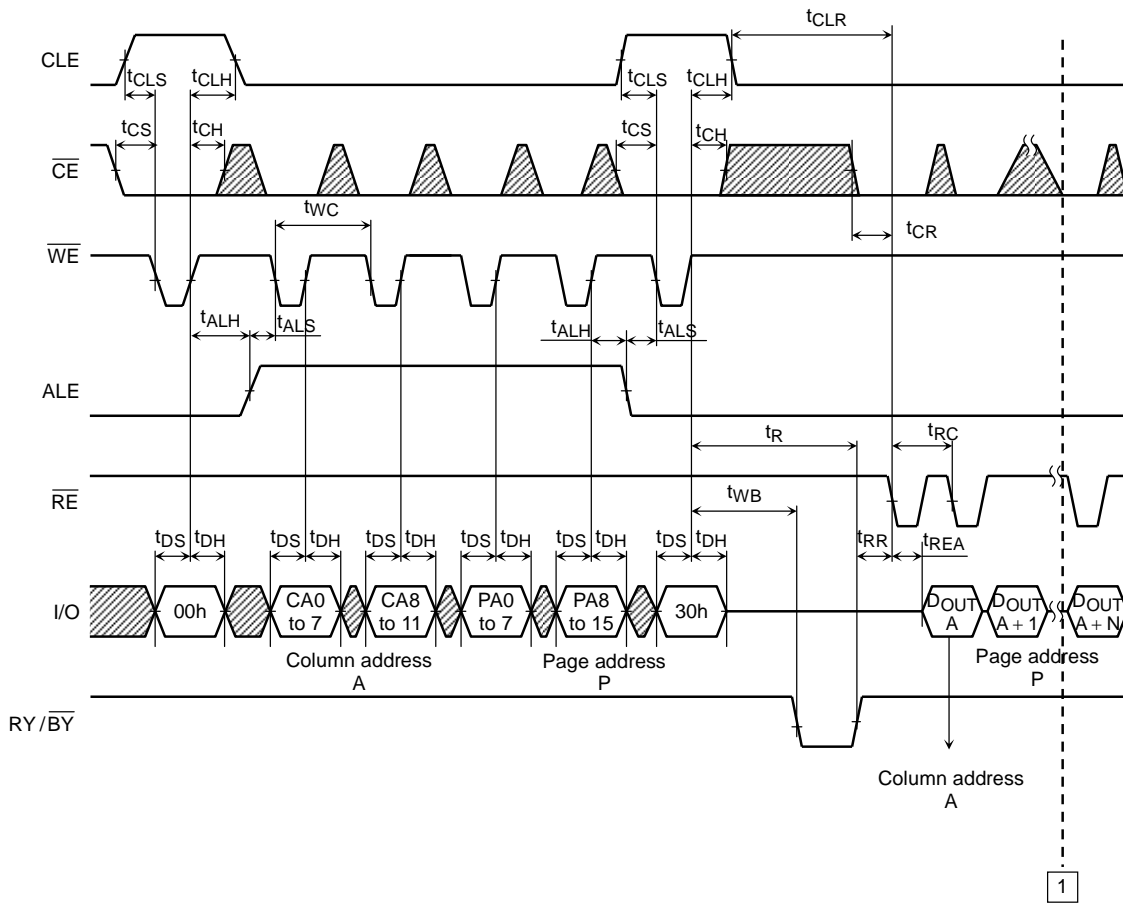 tCLR
CLE
tCLS tCLH tCLS tCLH
tCS tCH tCS tCH
CE
tWC
tCR
WE
tALH tALS tALH tALS
ALE
tR tRC
RE
tWB
tDS tDH tDS tDH tDS tDH tDS tDH tDS tDH tDS tDH tRR tREA
I/O
00h
CA0
to 7
CA8
to 11
PA0
to 7
PA8
to 15
30h
DOUT
A
DOUT
A + 1
DOUT
A + N
Column address
A
Page address
P
Page address
P
RY / BY
Column address
A
1